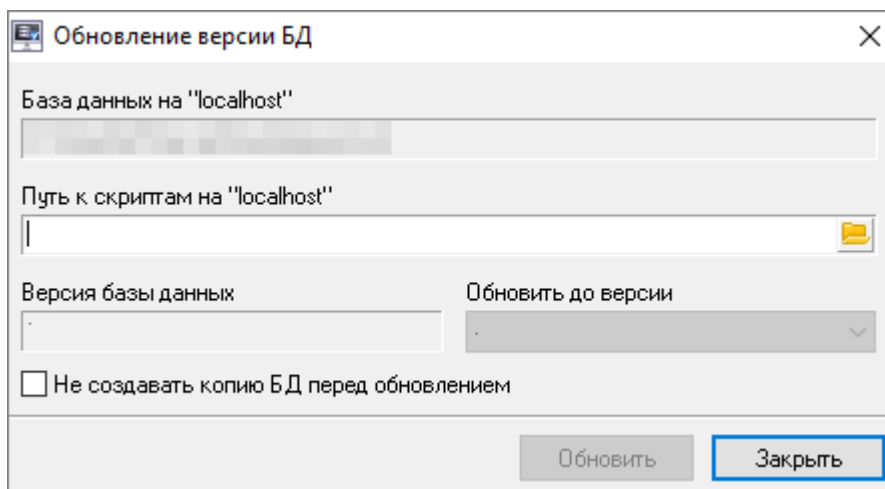 Обновление версии БД
База данных на "localhost"
Путь к скриптам на "localhost"
Версия базы данных
Обновить до версии
.
.
Не создавать копию БД перед обновлением
Обновить
Закрыть